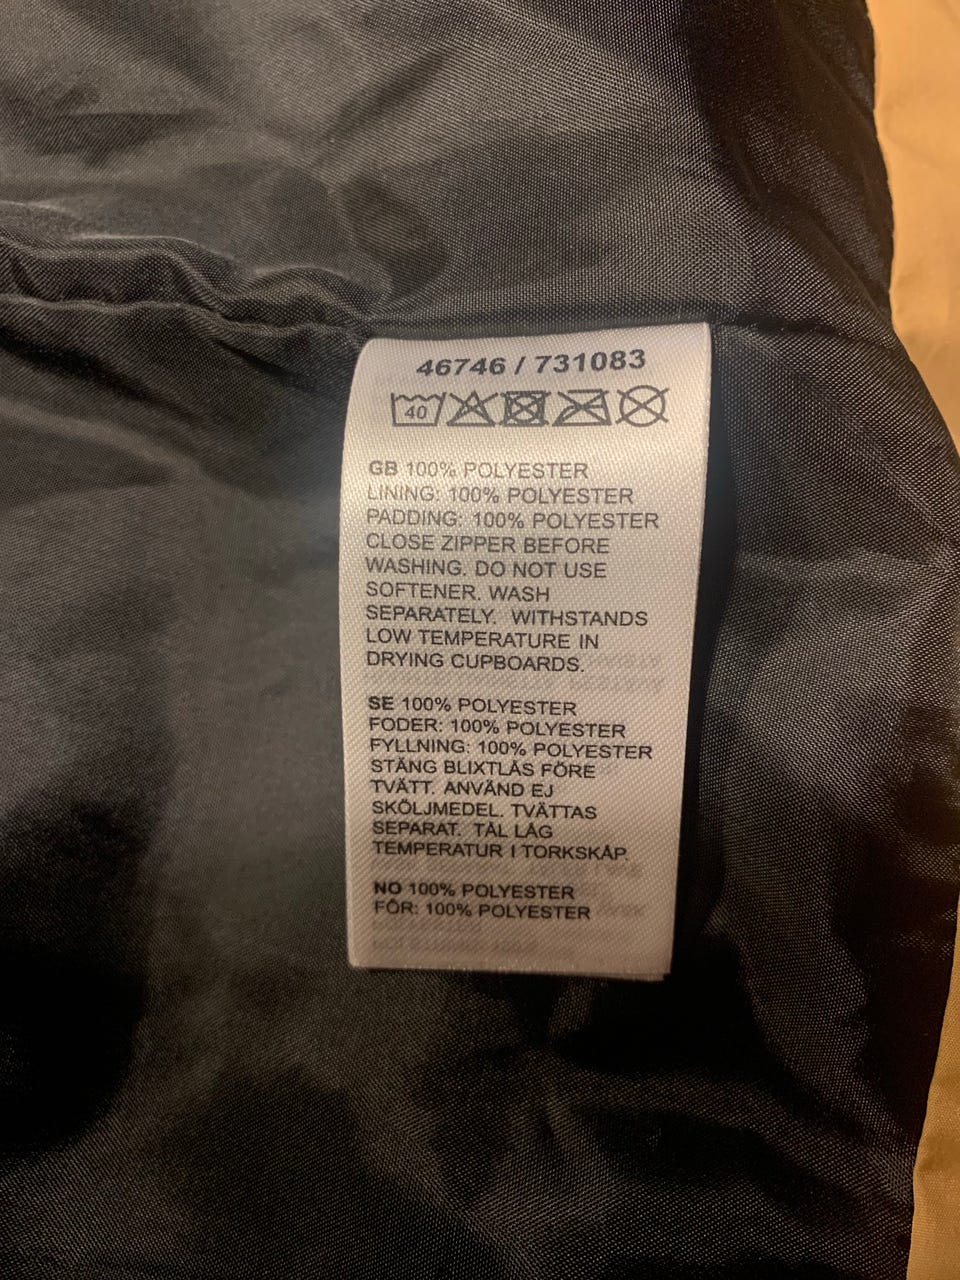 46746 / 731083
40
GB 100% POLYESTER
LINING: 100% POLYESTER
PADDING: 100% POLYESTER
CLOSE ZIPPER BEFORE
WASHING. DO NOT USE
SOFTENER. WASH
SEPARATELY. WITHSTANDS
LOW TEMPERATURE IN
DRYING CUPBOARDS.
SE 100% POLYESTER
FODER: 100% POLYESTER
FYLLNING: 100% POLYESTER
STÄNG BLIXTLÅS FÖRE
TVÄTT. ANVÄND EJ
SKÖLJMEDEL. TVÄTTAS
SEPARAT. TÅL LÅG
TEMPERATUR I TORKSKÅP.
NO 100% POLYESTER
FÔR: 100% POLYESTER